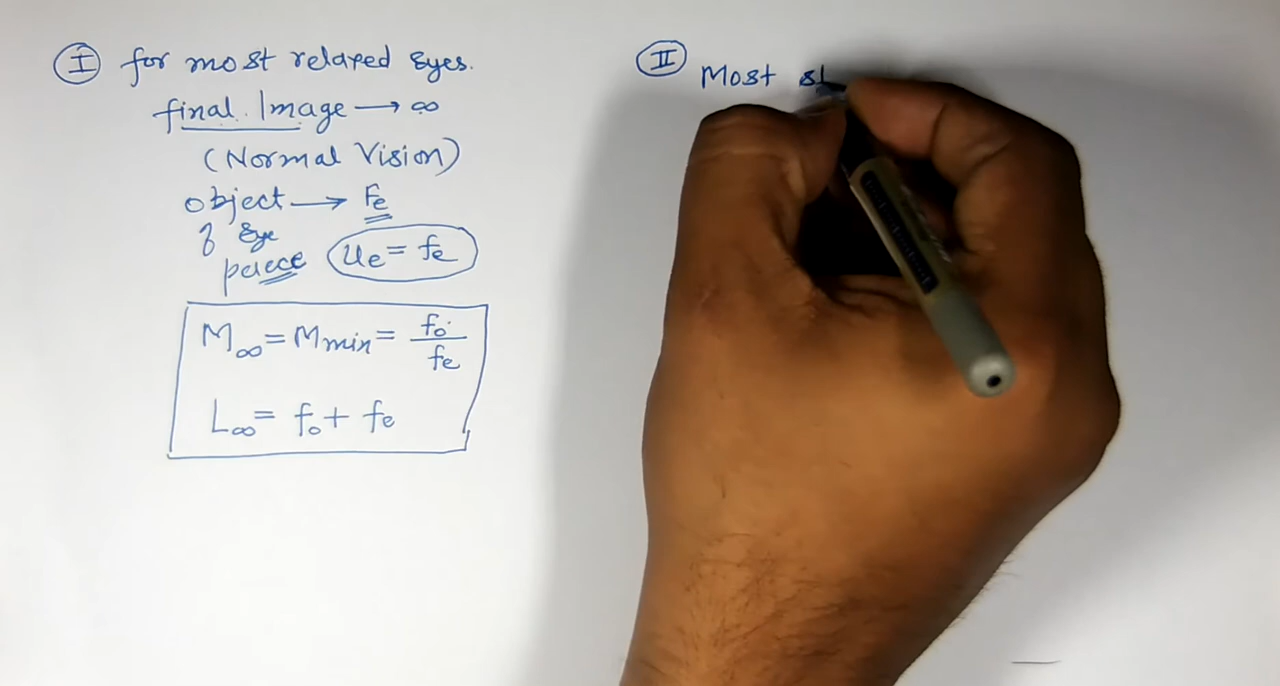 I for most relaxed Eyes.
final Image → ∞
(Normal Vision)
object → Fe
of Eye
peiece ue = fe
M∞ = Mmin = fo / fe
L∞ = fo + fe
II Most st